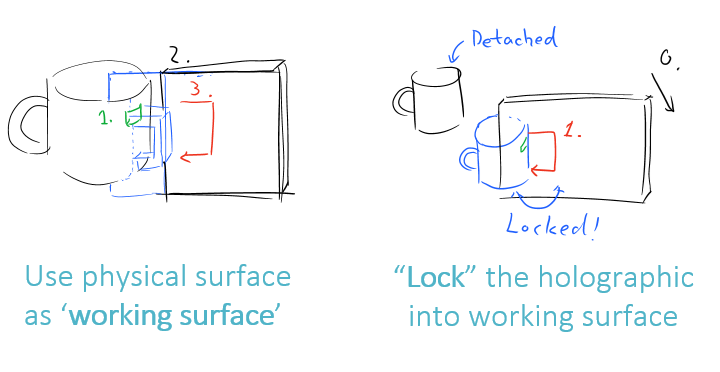 2.
3.
1.
Detached
0.
1.
Locked!
Use physical surface
as ‘working surface’
“Lock” the holographic
into working surface